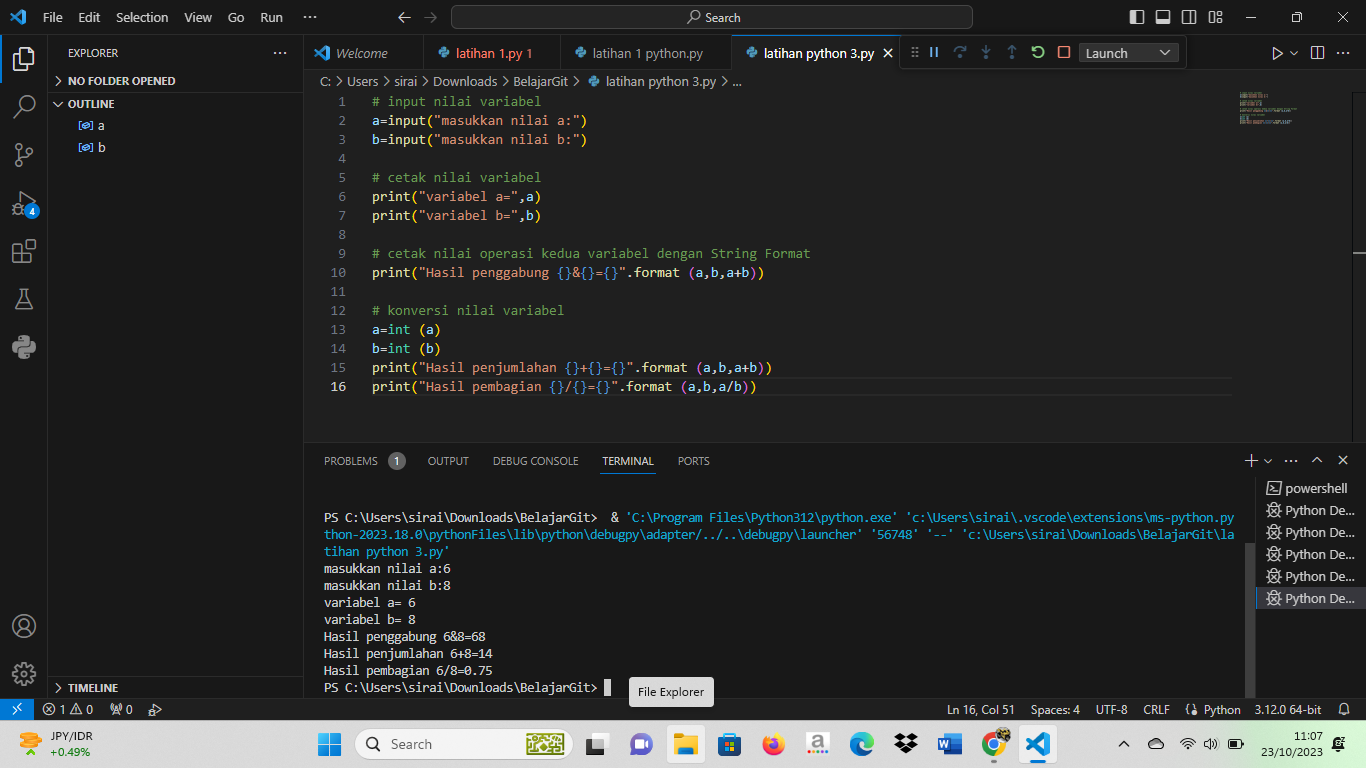 File Edit Selection View Go Run ··· Search
EXPLORER ···
Welcome latihan 1.py 1 latihan 1 python.py latihan python 3.py Launch
NO FOLDER OPENED
OUTLINE
a
b
C: > Users > sirai > Downloads > BelajarGit > latihan python 3.py > ...
1 # input nilai variabel
2 a=input("masukkan nilai a:")
3 b=input("masukkan nilai b:")
4
5 # cetak nilai variabel
6 print("variabel a=",a)
7 print("variabel b=",b)
8
9 # cetak nilai operasi kedua variabel dengan String Format
10 print("Hasil penggabung {}&{}={}".format (a,b,a+b))
11
12 # konversi nilai variabel
13 a=int (a)
14 b=int (b)
15 print("Hasil penjumlahan {}+{}={}".format (a,b,a+b))
16 print("Hasil pembagian {}/{}={}".format (a,b,a/b))
4
PROBLEMS 1 OUTPUT DEBUG CONSOLE TERMINAL PORTS
PS C:\Users\sirai\Downloads\BelajarGit> & 'C:\Program Files\Python312\python.exe' 'c:\Users\sirai\.vscode\extensions\ms-python.py
thon-2023.18.0\pythonFiles\lib\python\debugpy\adapter/../..\debugpy\launcher' '56748' '--' 'c:\Users\sirai\Downloads\BelajarGit\la
tihan python 3.py'
masukkan nilai a:6
masukkan nilai b:8
variabel a= 6
variabel b= 8
Hasil penggabung 6&8=68
Hasil penjumlahan 6+8=14
Hasil pembagian 6/8=0.75
PS C:\Users\sirai\Downloads\BelajarGit>
powershell
Python De...
Python De...
Python De...
Python De...
Python De...
TIMELINE
File Explorer
1 0 0 Ln 16, Col 51 Spaces: 4 UTF-8 CRLF Python 3.12.0 64-bit
JPY/IDR
+0.49%
Search
11:07
23/10/2023